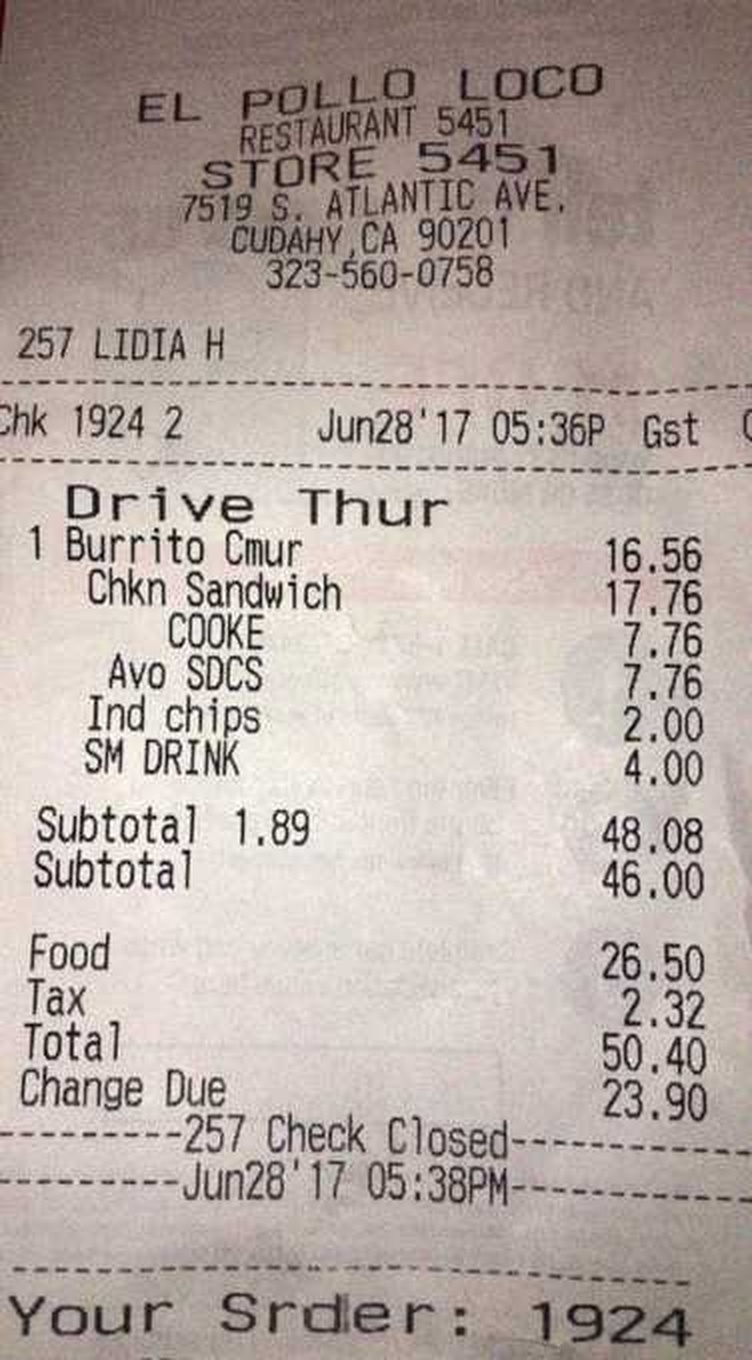 EL POLLO LOCO
RESTAURANT 5451
STORE 5451
7519 S. ATLANTIC AVE.
CUDAHY,CA 90201
323-560-0758
257 LIDIA H
Chk 1924 2 Jun28'17 05:36P Gst
Drive Thur
1 Burrito Cmur 16.56
Chkn Sandwich 17.76
COOKE 7.76
Avo SDCS 7.76
Ind chips 2.00
SM DRINK 4.00
Subtotal 1.89 48.08
Subtotal 46.00
Food 26.50
Tax 2.32
Total 50.40
Change Due 23.90
---------257 Check Closed------------
---------Jun28'17 05:38PM------------
Your Srder: 1924